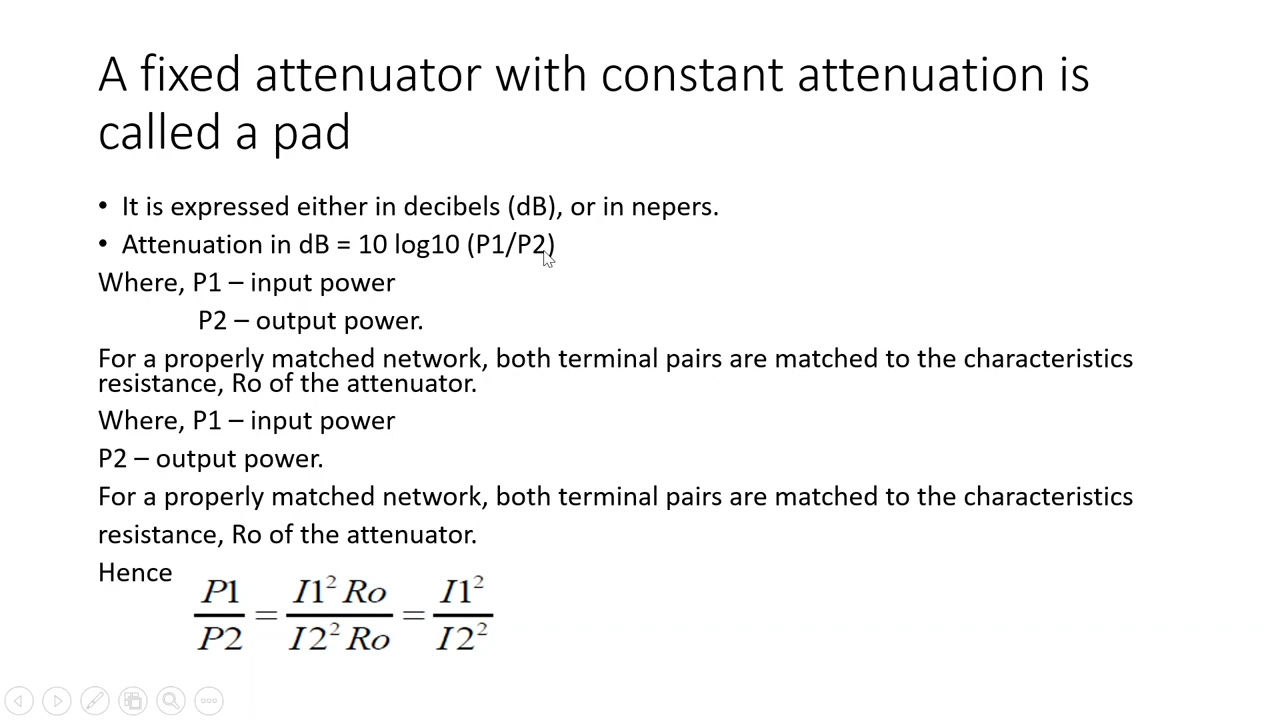 A fixed attenuator with constant attenuation is
called a pad
• It is expressed either in decibels (dB), or in nepers.
• Attenuation in dB = 10 log10 (P1/P2)
Where, P1 – input power
P2 – output power.
For a properly matched network, both terminal pairs are matched to the characteristics
resistance, Ro of the attenuator.
Where, P1 – input power
P2 – output power.
For a properly matched network, both terminal pairs are matched to the characteristics
resistance, Ro of the attenuator.
Hence
P1/P2 = I1² Ro/I2² Ro = I1²/I2²